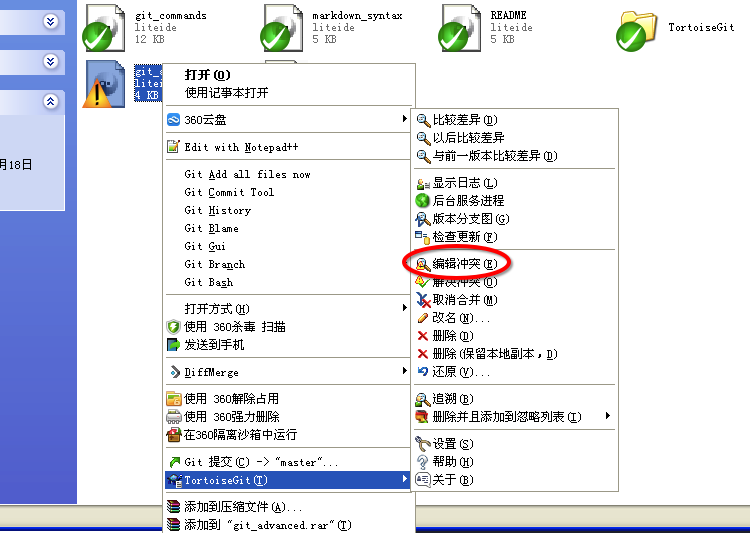 git_commands
liteide
12 KB
markdown_syntax
liteide
5 KB
README
liteide
5 KB
TortoiseGit
liteide
4 KB
月18日
打开(O)
使用记事本打开
360云盘
Edit with Notepad++
Git Add all files now
Git Commit Tool
Git History
Git Blame
Git Gui
Git Branch
Git Bash
打开方式(H)
使用 360杀毒 扫描
发送到手机
DiffMerge
使用 360解除占用
使用 360强力删除
在360隔离沙箱中运行
Git 提交(C) -> "master"...
TortoiseGit(T)
添加到压缩文件(A)...
添加到 "git_advanced.rar"(T)
比较差异(D)
以后比较差异
与前一版本比较差异(D)
显示日志(L)
后台服务进程
版本分支图(G)
检查更新(F)
编辑冲突(E)
解决冲突(O)
取消合并(M)
改名(N)...
删除(D)
删除(保留本地副本，D)
还原(V)...
追溯(B)
删除并且添加到忽略列表(I)
设置(S)
帮助(H)
关于(B)